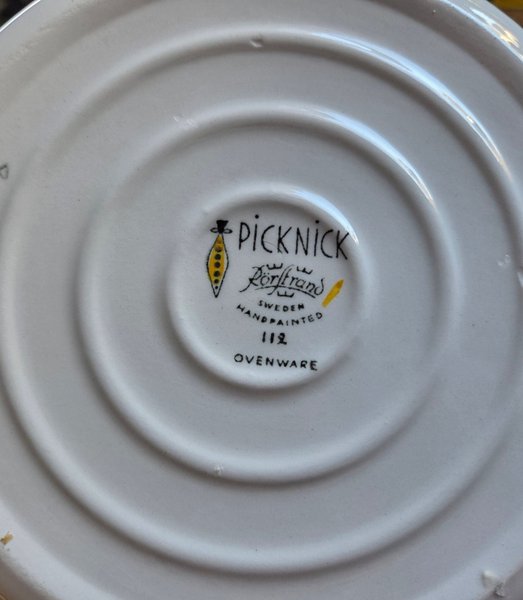 PiCKNiCK
Rörstrand
SWEDEN
HANDPAINTED
112
OVENWARE